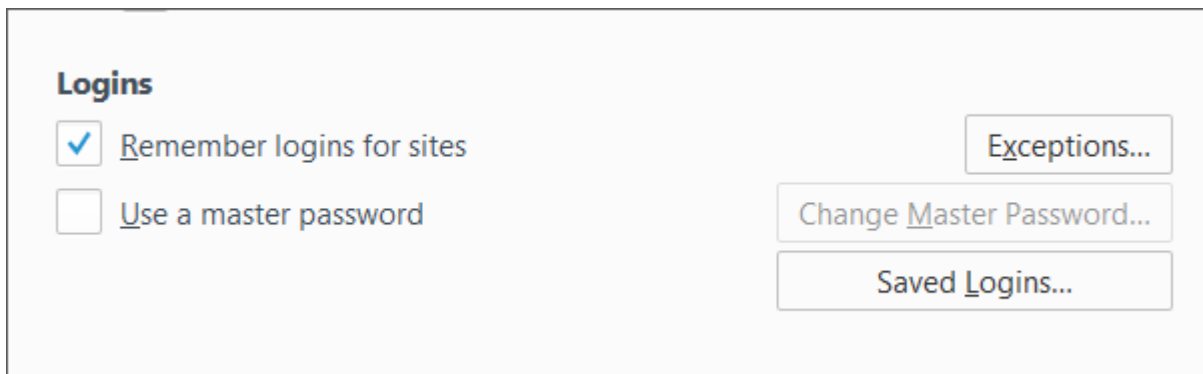 Logins
Remember logins for sites
Exceptions...
Use a master password
Change Master Password...
Saved Logins...